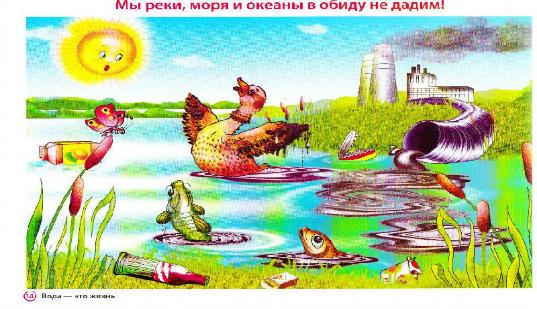 Мы реки, моря и океаны в обиду не дадим!
14 Вода — это жизнь